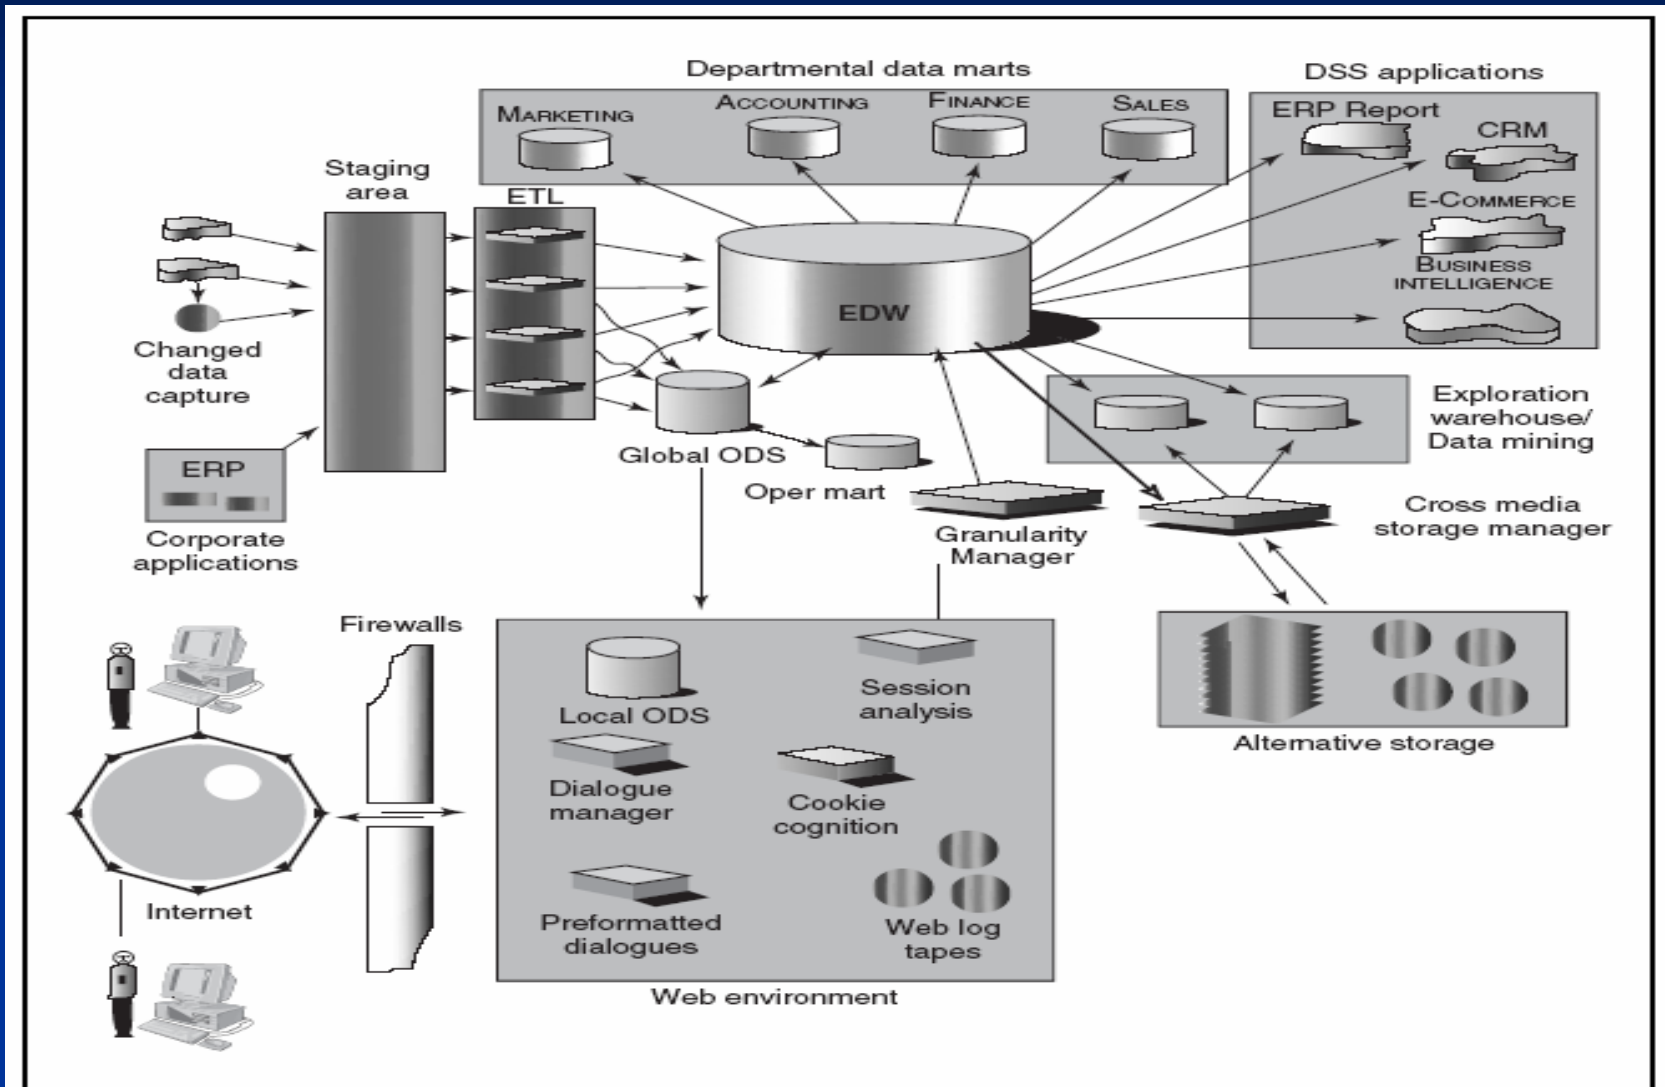 Departmental data marts
MARKETING
ACCOUNTING
FINANCE
SALES
DSS applications
ERP Report
CRM
E-COMMERCE
BUSINESS
INTELLIGENCE
Staging
area
ETL
EDW
Changed
data
capture
ERP
Corporate
applications
Global ODS
Oper mart
Granularity
Manager
Exploration
warehouse/
Data mining
Cross media
storage manager
Alternative storage
Firewalls
Internet
Local ODS
Session
analysis
Dialogue
manager
Cookie
cognition
Preformatted
dialogues
Web log
tapes
Web environment